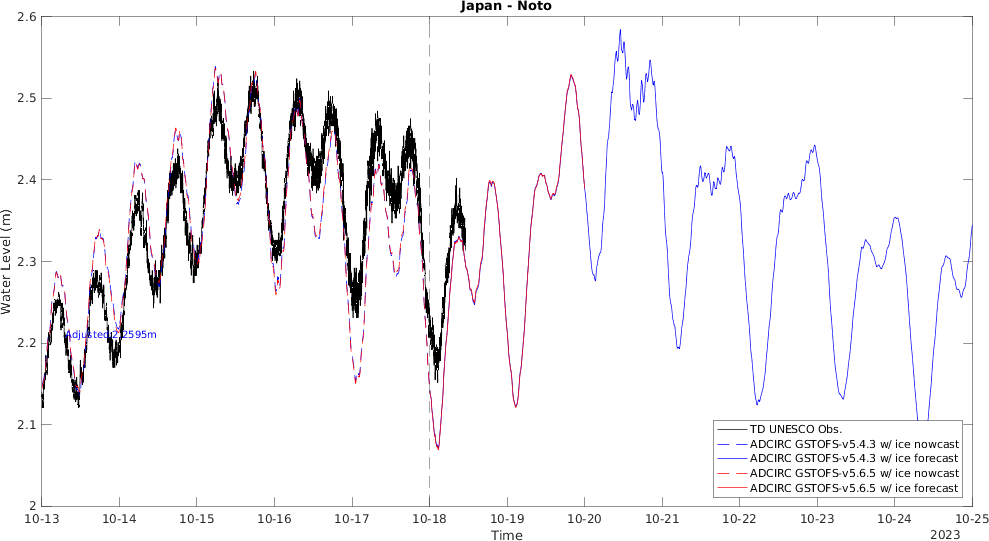 Japan - Noto
2.6
2.5
2.4
2.3
2.2
2.1
2
Water Level (m)
Adjusted 2.2595m
TD UNESCO Obs.
ADCIRC GSTOFS-v5.4.3 w/ ice nowcast
ADCIRC GSTOFS-v5.4.3 w/ ice forecast
ADCIRC GSTOFS-v5.6.5 w/ ice nowcast
ADCIRC GSTOFS-v5.6.5 w/ ice forecast
10-13 10-14 10-15 10-16 10-17 10-18 10-19 10-20 10-21 10-22 10-23 10-24 10-25
Time
2023